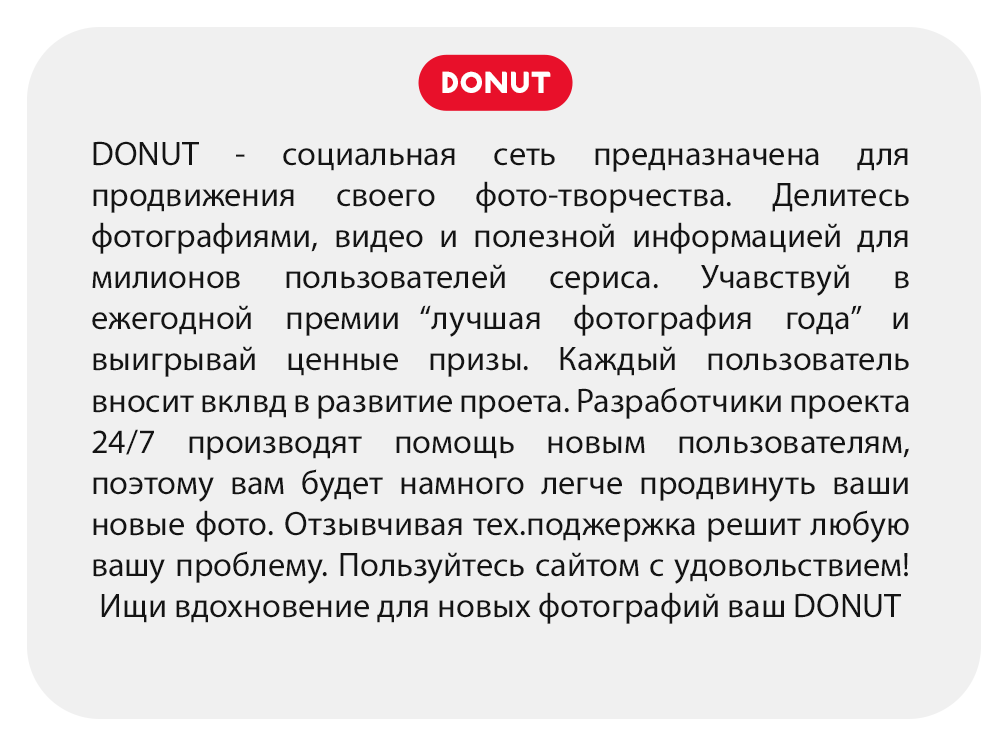 DONUT
DONUT - социальная сеть предназначена для
продвижения своего фото-творчества. Делитесь
фотографиями, видео и полезной информацией для
милионов пользователей сериса. Учавствуй в
ежегодной премии “лучшая фотография года” и
выигрывай ценные призы. Каждый пользователь
вносит вклвд в развитие проета. Разработчики проекта
24/7 производят помощь новым пользователям,
поэтому вам будет намного легче продвинуть ваши
новые фото. Отзывчивая тех.поджержка решит любую
вашу проблему. Пользуйтесь сайтом с удовольствием!
Ищи вдохновение для новых фотографий ваш DONUT